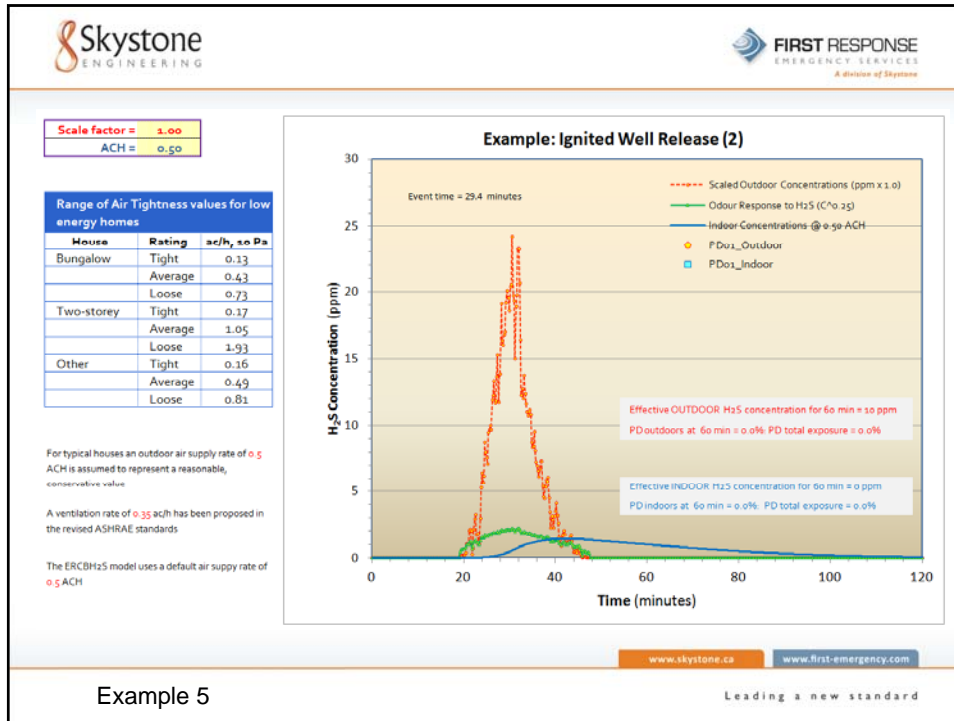 Skystone
ENGINEERING
FIRST RESPONSE
EMERGENCY SERVICES
A division of Skystone
Scale factor = 1.00
ACH = 0.50
Range of Air Tightness values for low
energy homes
House Rating ac/h, 10 Pa
Bungalow Tight 0.13
Average 0.43
Loose 0.73
Two-storey Tight 0.17
Average 1.05
Loose 1.93
Other Tight 0.16
Average 0.49
Loose 0.81
For typical houses an outdoor air supply rate of 0.5
ACH is assumed to represent a reasonable,
conservative value
A ventilation rate of 0.35 ac/h has been proposed in
the revised ASHRAE standards
The ERCBH2S model uses a default air suppy rate of
0.5 ACH
Example: Ignited Well Release (2)
Event time = 29.4 minutes
Scaled Outdoor Concentrations (ppm x 1.0)
Odour Response to H2S (C^0.25)
Indoor Concentrations @ 0.50 ACH
PD01_Outdoor
PD01_Indoor
H₂S Concentration (ppm)
30
25
20
15
10
5
0
Effective OUTDOOR H2S concentration for 60 min = 10 ppm
PD outdoors at 60 min = 0.0%: PD total exposure = 0.0%
Effective INDOOR H2S concentration for 60 min = 0 ppm
PD indoors at 60 min = 0.0%: PD total exposure = 0.0%
0 20 40 60 80 100 120
Time (minutes)
www.skystone.ca
www.first-emergency.com
Example 5
Leading a new standard